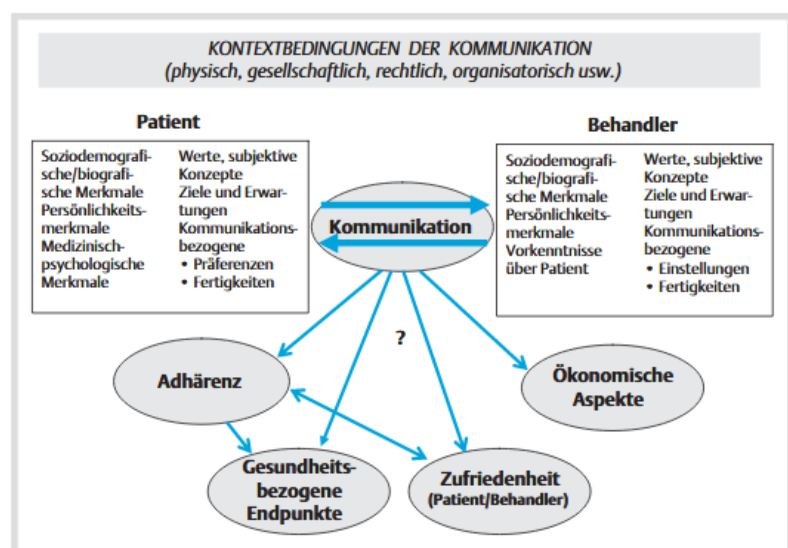 KONTEXTBEDINGUNGEN DER KOMMUNIKATION
(physisch, gesellschaftlich, rechtlich, organisatorisch usw.)
Patient
Soziodemografi-
sche/biografi-
sche Merkmale
Persönlichkeits-
merkmale
Medizinisch-
psychologische
Merkmale
Werte, subjektive
Konzepte
Ziele und Erwar-
tungen
Kommunikations-
bezogene
• Präferenzen
• Fertigkeiten
Kommunikation
Behandler
Soziodemografi-
sche/biografi-
sche Merkmale
Persönlichkeits-
merkmale
Vorkenntnisse
über Patient
Werte, subjektive
Konzepte
Ziele und Erwar-
tungen
Kommunikations-
bezogene
• Einstellungen
• Fertigkeiten
?
Adhärenz
Ökonomische
Aspekte
Gesundheits-
bezogene
Endpunkte
Zufriedenheit
(Patient/Behandler)